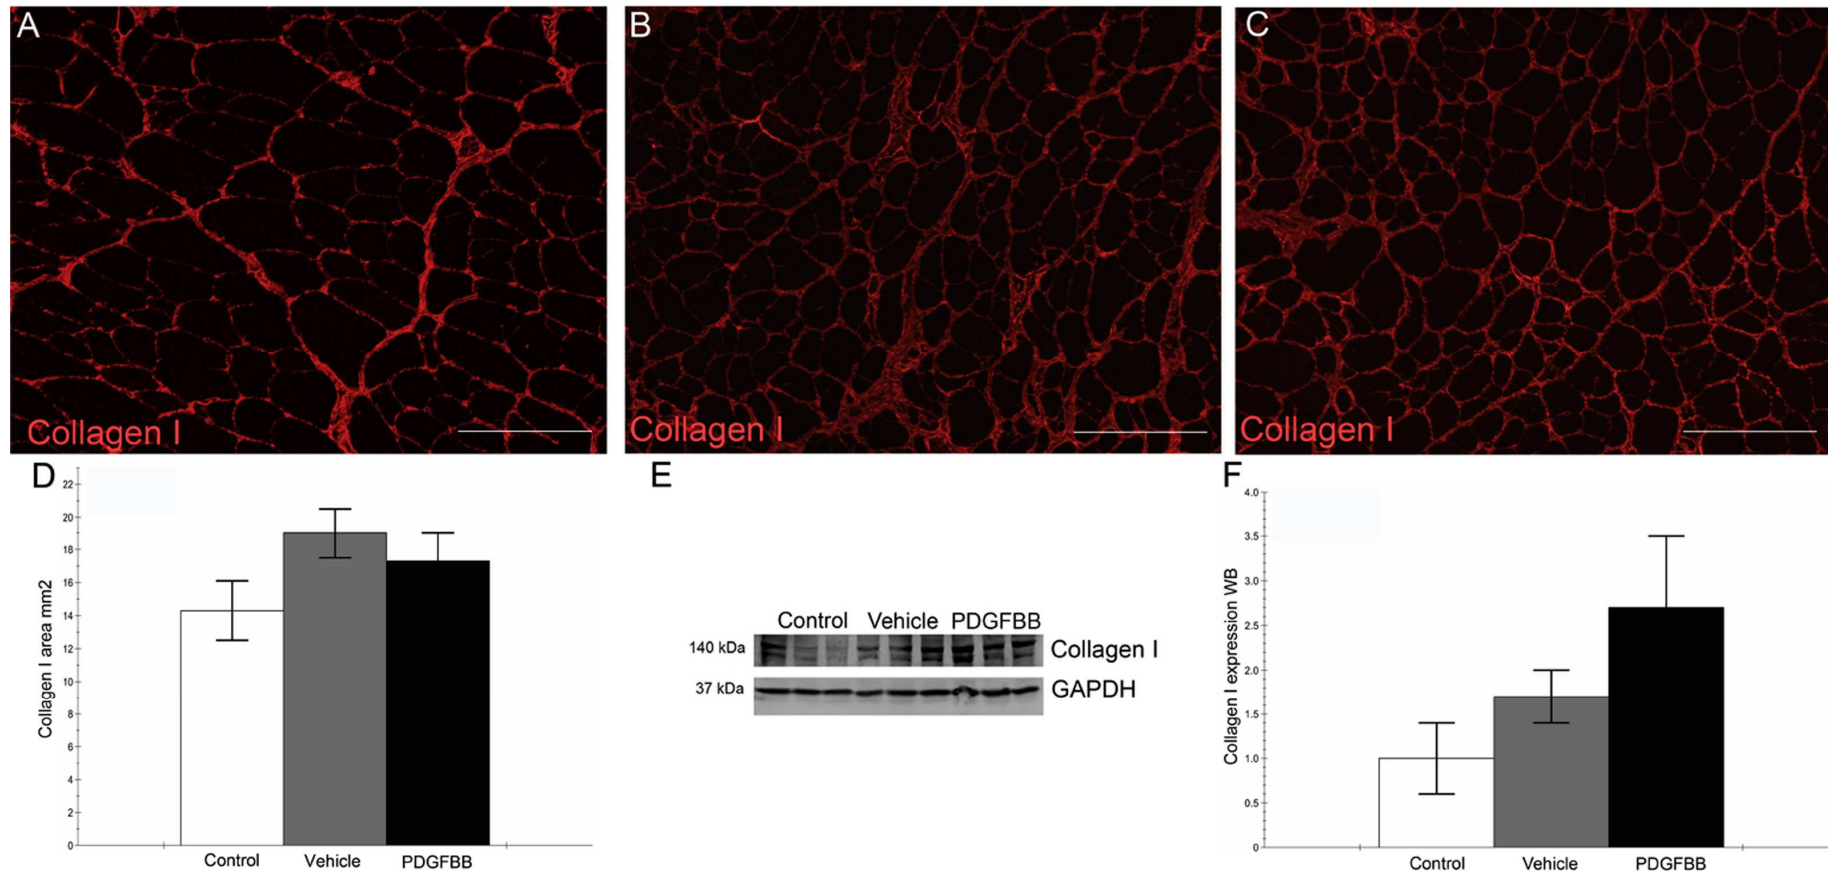 A
B
C
Collagen I
Collagen I
Collagen I
D
22
20
18
16
14
12
10
8
6
4
2
0
Collagen I area mm2
Control
Vehicle
PDGFBB
E
Control Vehicle PDGFBB
140 kDa
Collagen I
37 kDa
GAPDH
F
4.0
3.5
3.0
2.5
2.0
1.5
1.0
0.5
0
Collagen I expression WB
Control
Vehicle
PDGFBB